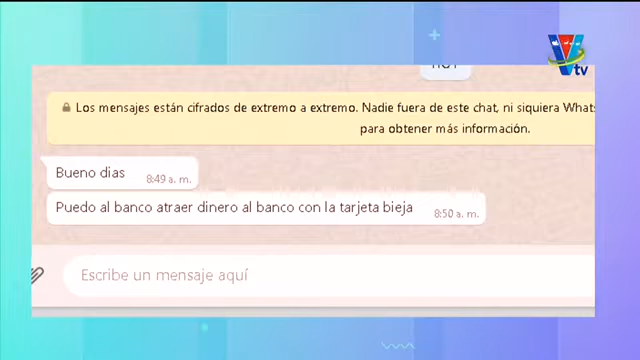 V
tv
Los mensajes están cifrados de extremo a extremo. Nadie fuera de este chat, ni siquiera Whats
para obtener más información.
Bueno dias
8:49 a. m.
Puedo al banco atraer dinero al banco con la tarjeta bieja
8:50 a. m.
Escribe un mensaje aquí